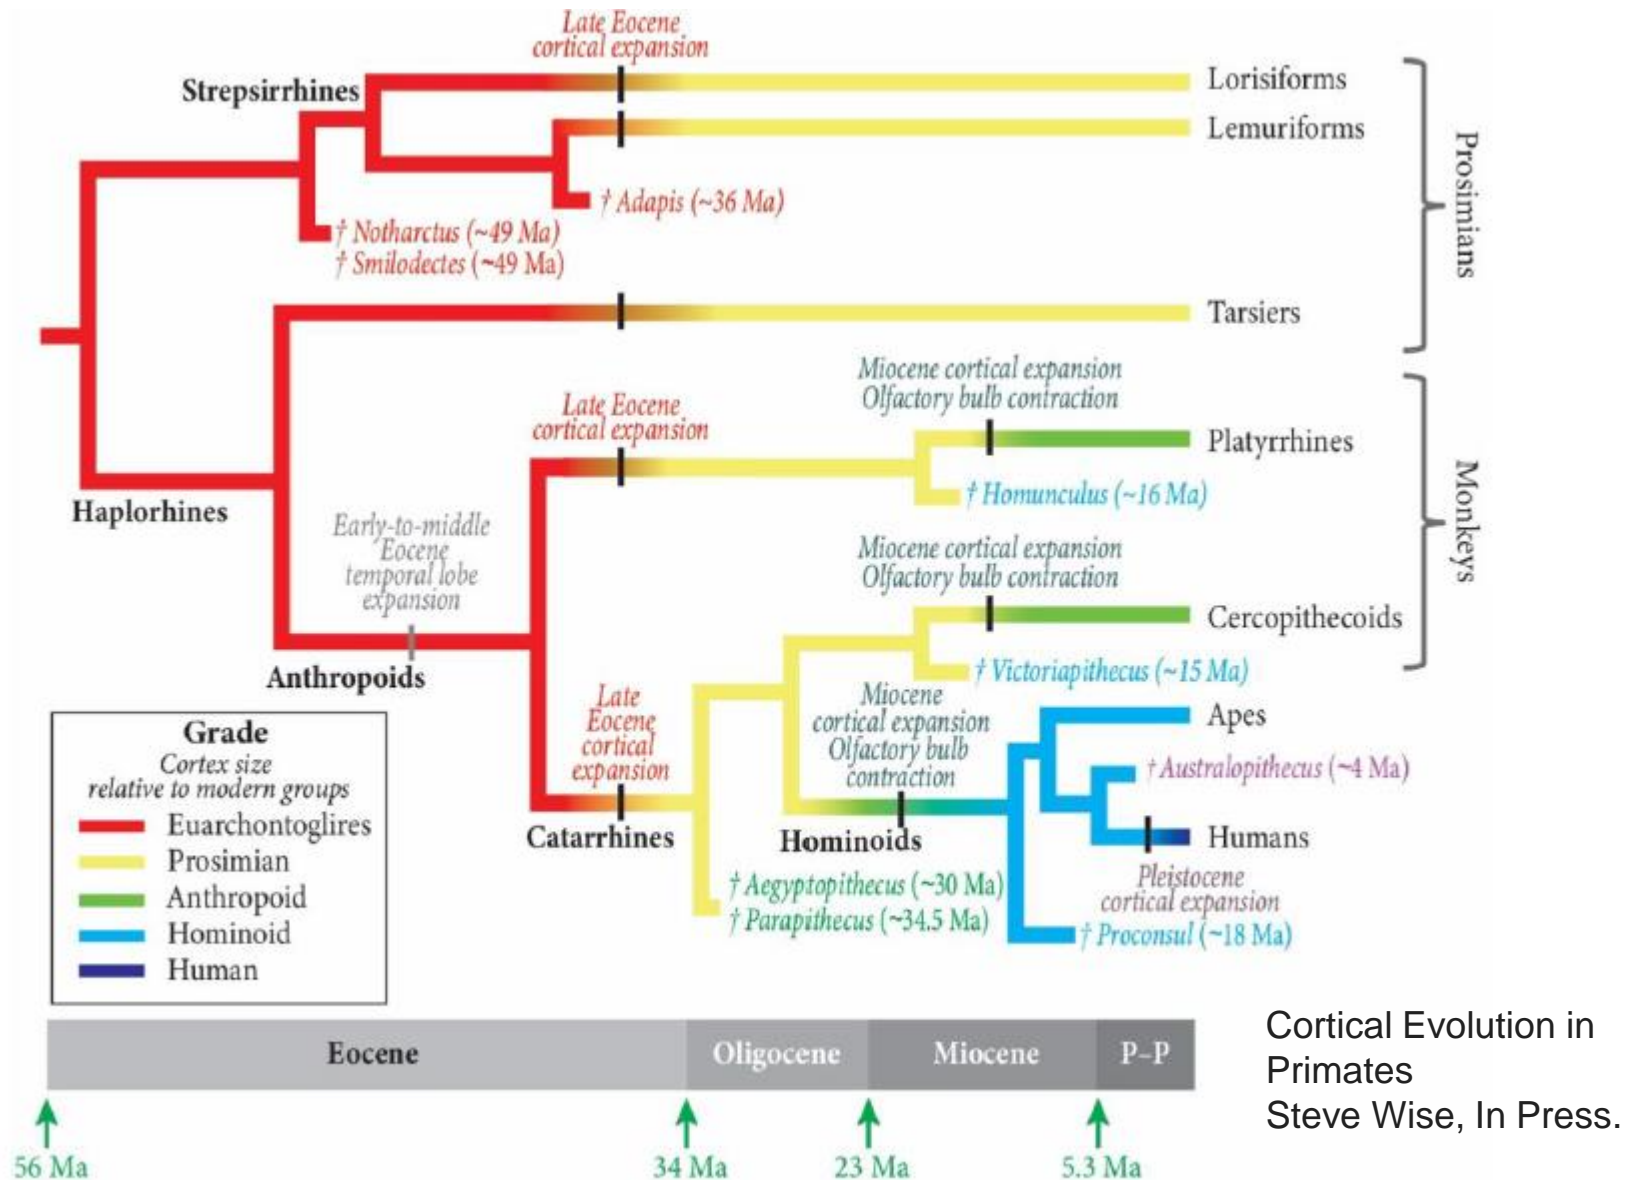 Late Eocene
cortical expansion
Strepsirrhines
Lorisiforms
Lemuriforms
† Adapis (~36 Ma)
† Notharctus (~49 Ma)
† Smilodectes (~49 Ma)
Prosimians
Tarsiers
Haplorhines
Late Eocene
cortical expansion
Miocene cortical expansion
Olfactory bulb contraction
Platyrrhines
† Homunculus (~16 Ma)
Monkeys
Early-to-middle
Eocene
temporal lobe
expansion
Anthropoids
Miocene cortical expansion
Olfactory bulb contraction
Cercopithecoids
† Victoriapithecus (~15 Ma)
Late
Eocene
cortical
expansion
Catarrhines
Miocene
cortical expansion
Olfactory bulb
contraction
Hominoids
Apes
† Australopithecus (~4 Ma)
Humans
Pleistocene
cortical expansion
† Proconsul (~18 Ma)
† Aegyptopithecus (~30 Ma)
† Parapithecus (~34.5 Ma)
Grade
Cortex size
relative to modern groups
Euarchontoglires
Prosimian
Anthropoid
Hominoid
Human
Eocene
Oligocene
Miocene
P–P
56 Ma
34 Ma
23 Ma
5.3 Ma
Cortical Evolution in
Primates
Steve Wise, In Press.